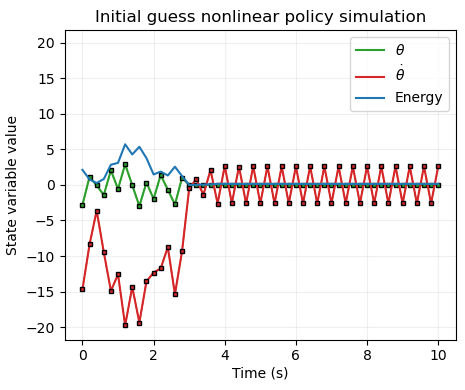 Initial guess nonlinear policy simulation
θ
θ̇
Energy
State variable value
20
15
10
5
0
−5
−10
−15
−20
0 2 4 6 8 10
Time (s)